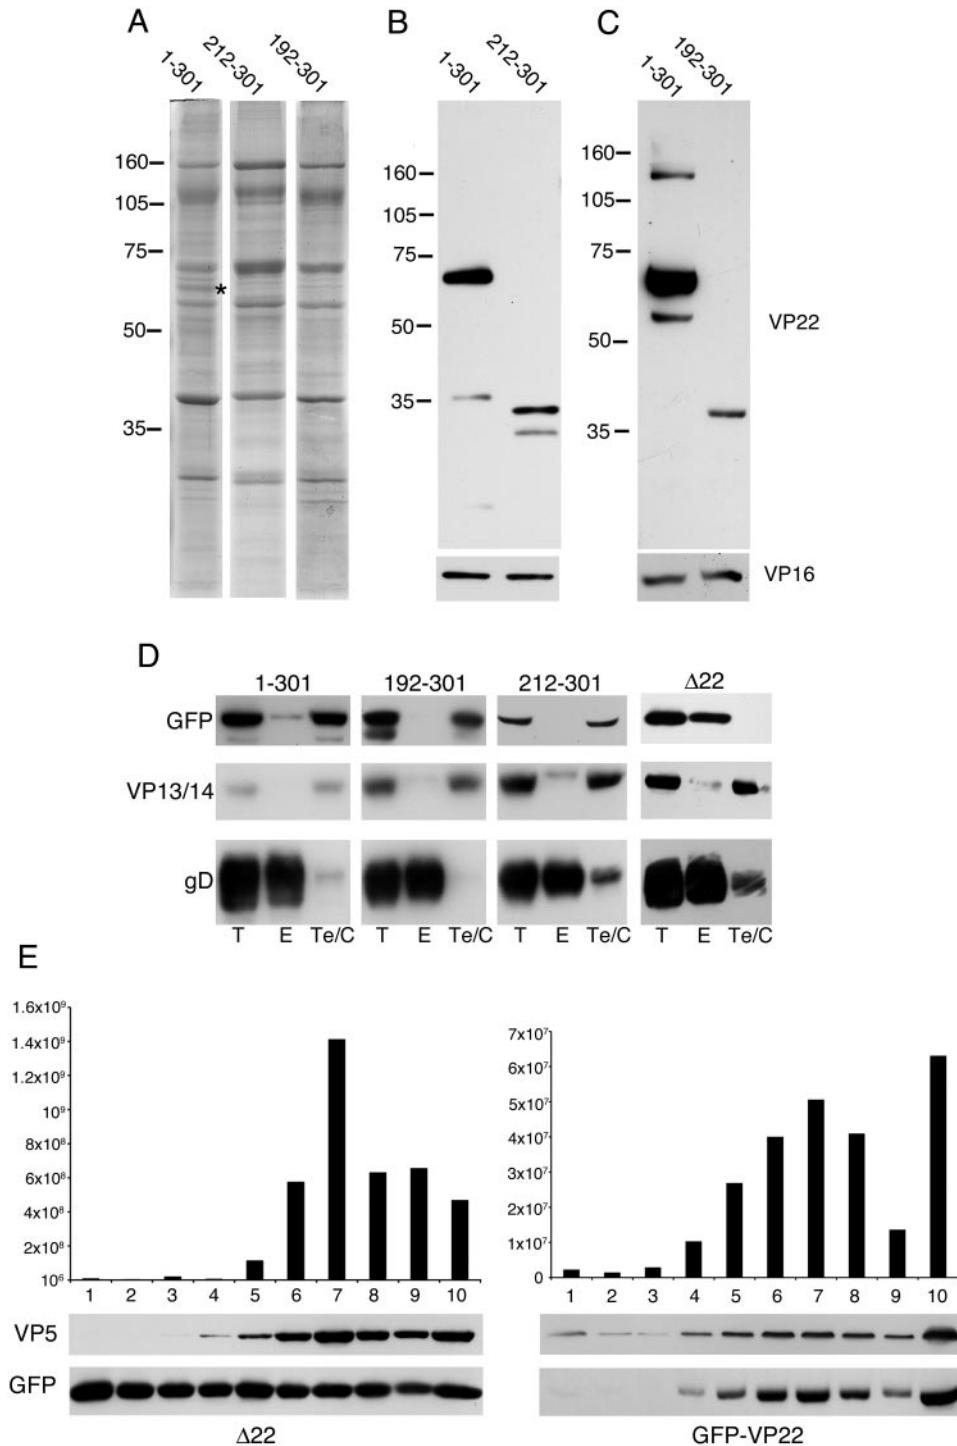 A
B
C
1-301
212-301
192-301
1-301
212-301
1-301
192-301
160
105
75
50
35
160
105
75
50
35
160
105
75
50
35
VP22
VP16
D
1-301
192-301
212-301
Δ22
GFP
VP13/14
gD
T E Te/C
T E Te/C
T E Te/C
T E Te/C
E
1.6x10⁹
1.4x10⁹
1.2x10⁹
10⁹
8x10⁸
6x10⁸
4x10⁸
2x10⁸
10⁶
1 2 3 4 5 6 7 8 9 10
VP5
GFP
Δ22
7x10⁷
6x10⁷
5x10⁷
4x10⁷
3x10⁷
2x10⁷
1x10⁷
0
1 2 3 4 5 6 7 8 9 10
GFP-VP22